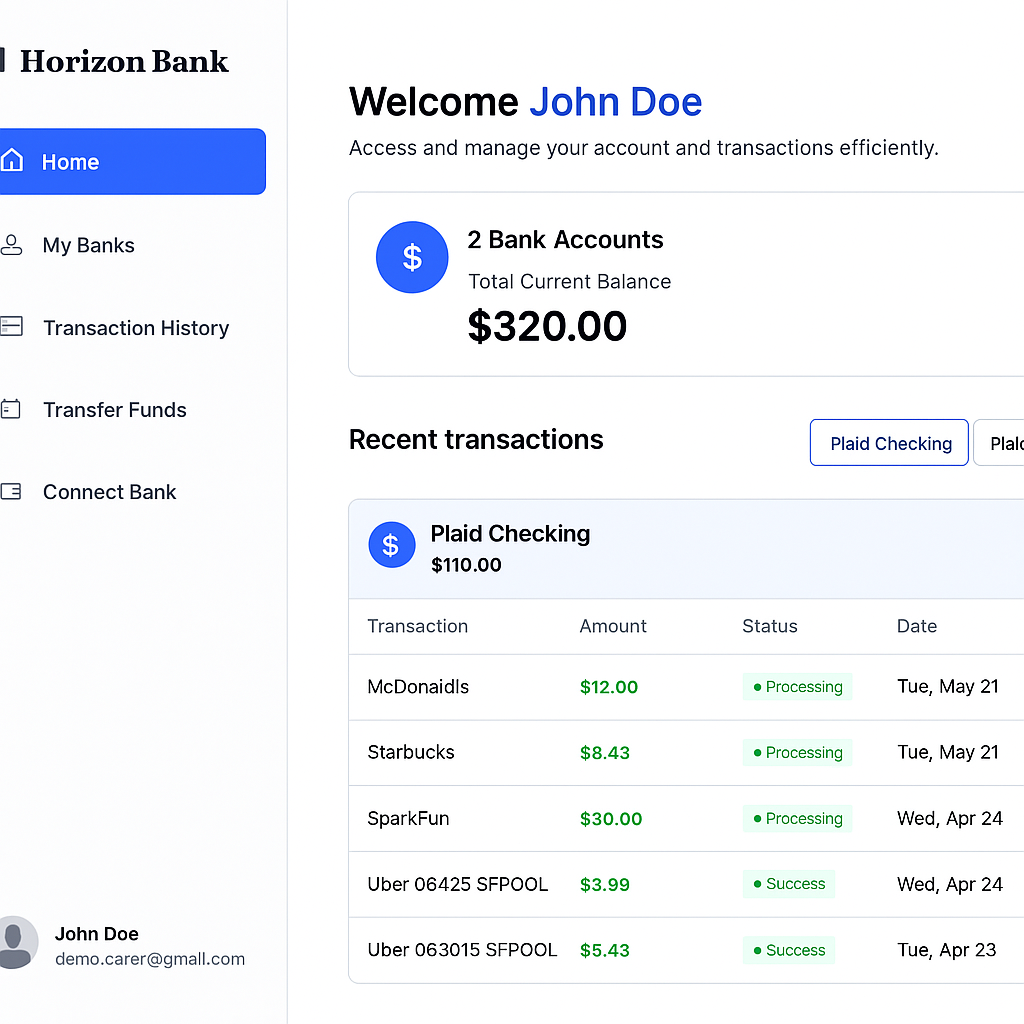 Horizon Bank
Home
My Banks
Transaction History
Transfer Funds
Connect Bank
John Doe
demo.carer@gmall.com
Welcome John Doe
Access and manage your account and transactions efficiently.
$
2 Bank Accounts
Total Current Balance
$320.00
Recent transactions
Plaid Checking
$
Plaid Checking
$110.00
Transaction Amount Status Date
McDonaidls $12.00 Processing Tue, May 21
Starbucks $8.43 Processing Tue, May 21
SparkFun $30.00 Processing Wed, Apr 24
Uber 06425 SFPOOL $3.99 Success Wed, Apr 24
Uber 063015 SFPOOL $5.43 Success Tue, Apr 23